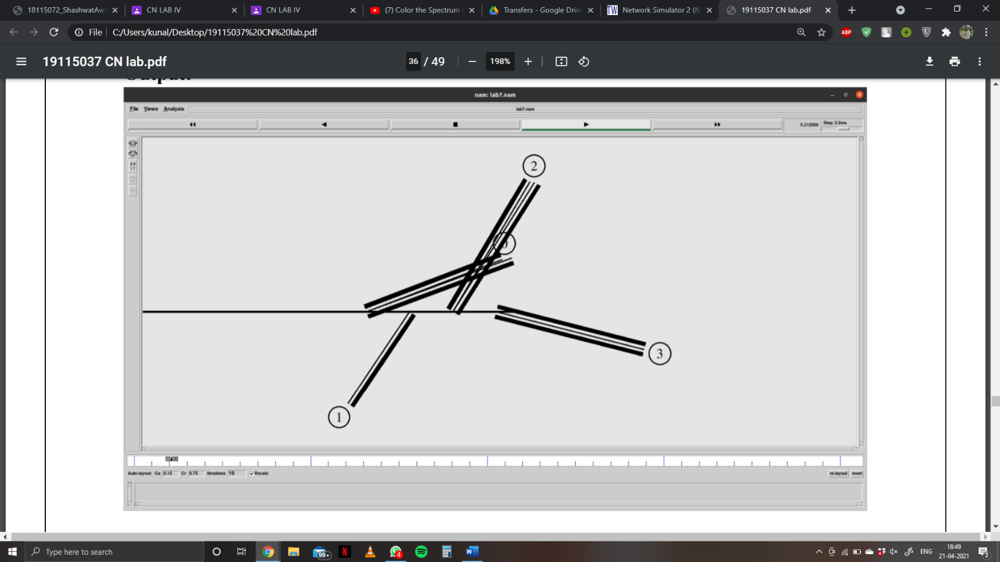 18115072_ShashwatAwa
CN LAB IV
CN LAB IV
(7) Color the Spectrum
Transfers - Google Drive
Network Simulator 2 (N
19115037 CN lab.pdf
File
C:/Users/kunal/Desktop/19115037%20CN%20lab.pdf
ABP
19115037 CN lab.pdf
36 / 49
198%
Output:
nam: lab7.nam
File Views Analysis
lab7.nam
0.212000
Step: 2.0ms
ED
IT
2
0
3
1
Auto layout: Ca 0.15 Cr 0.75 Iterations 10 Recalc
re-layout reset
Type here to search
99+
N
4
W
ENG
18:49
21-04-2021
2